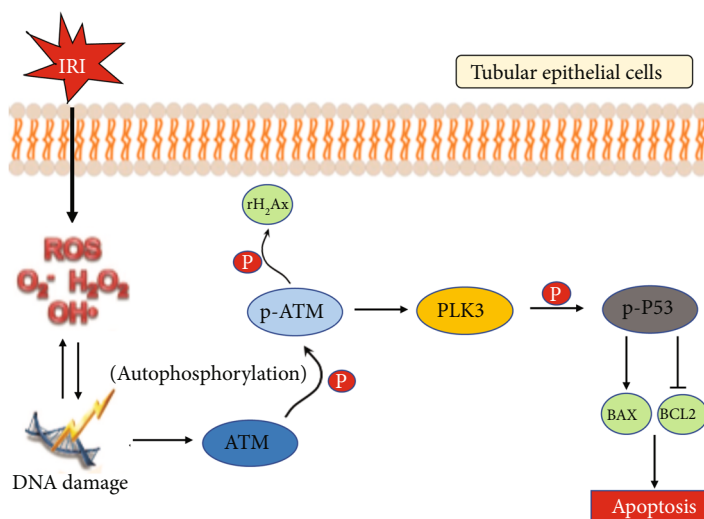 IRI
Tubular epithelial cells
rH₂Ax
ROS
O₂⁻ H₂O₂
OH•
P
p-ATM
PLK3
P
p-P53
(Autophosphorylation)
P
ATM
BAX
BCL2
DNA damage
Apoptosis